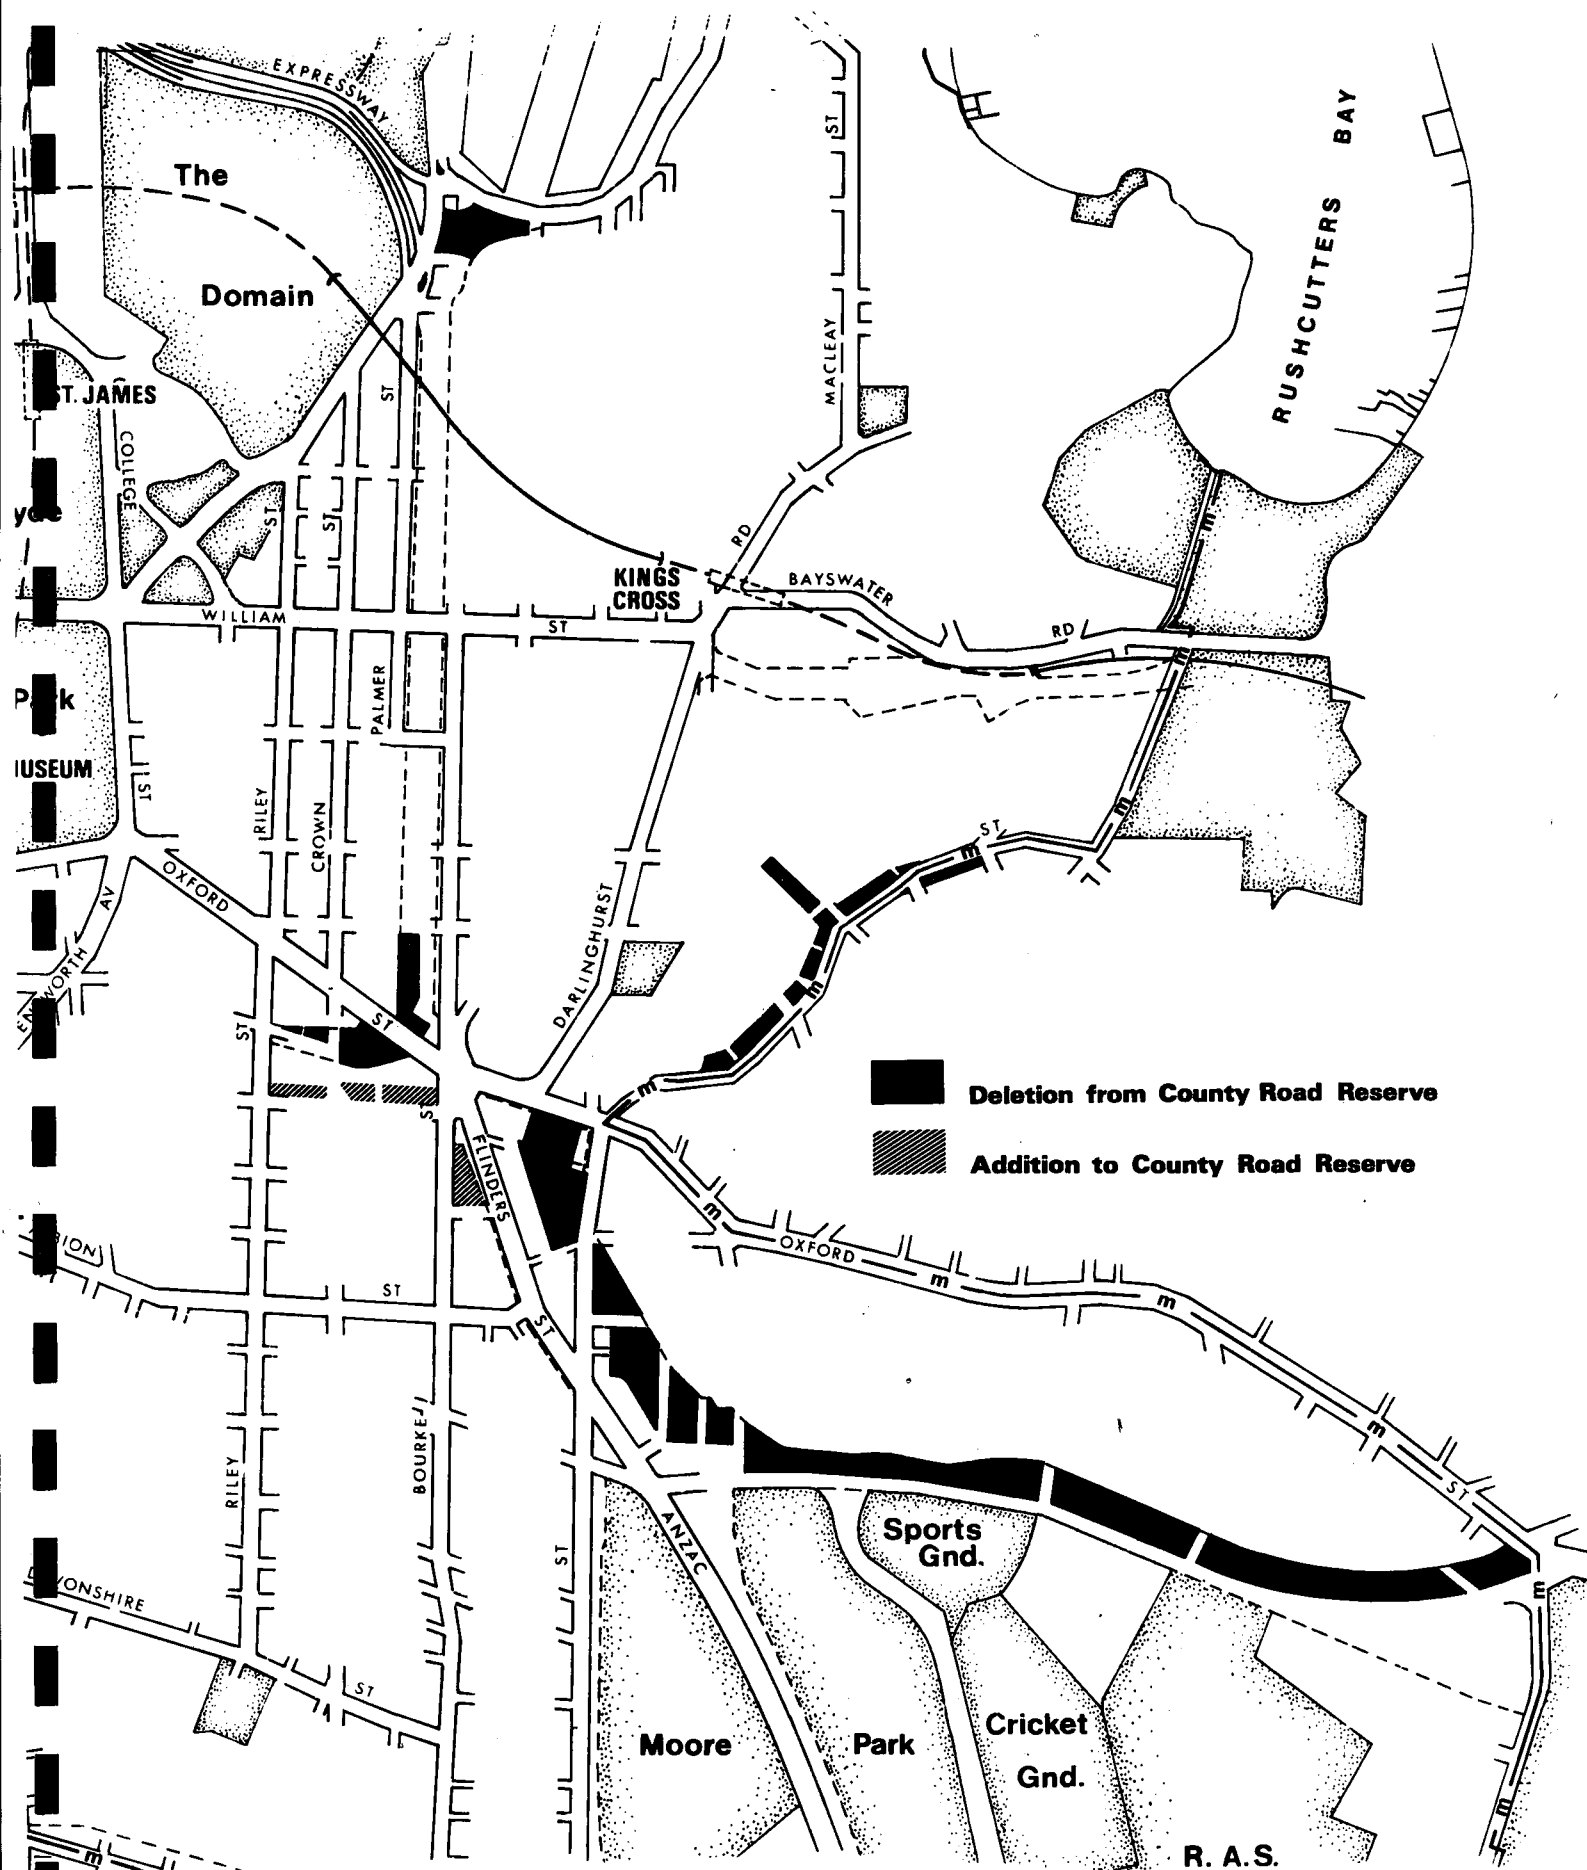 EXPRESSWAY
The
Domain
ST
MACLEAY
RUSHCUTTERS BAY
ST. JAMES
COLLEGE
ST
ST
ST
RD
KINGS
CROSS
BAYSWATER
RD
WILLIAM
ST
m
m
PALMER
ST
RILEY
CROWN
m
ST
m
OXFORD
AV
DARLINGHURST
m
ST
ST
m
Deletion from County Road Reserve
ST
FLINDERS
Addition to County Road Reserve
m
OXFORD
m
m
ST
ST
RILEY
BOURKE
m
ST
ST
ANZAC
Sports
Gnd.
m
ST
Moore
Park
Cricket
Gnd.
m
R. A.S.
m